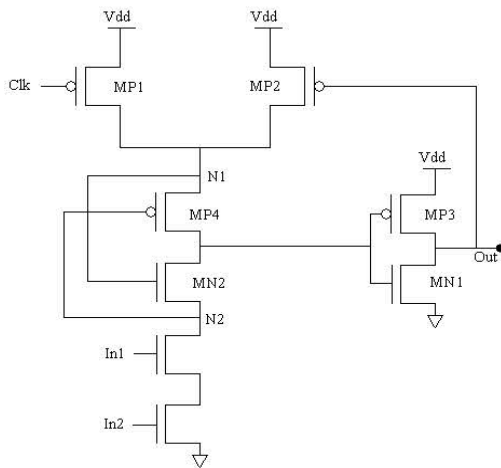 Vdd
Vdd
Clk
MP1
MP2
Vdd
N1
MP4
MP3
Out
MN2
MN1
N2
In1
In2